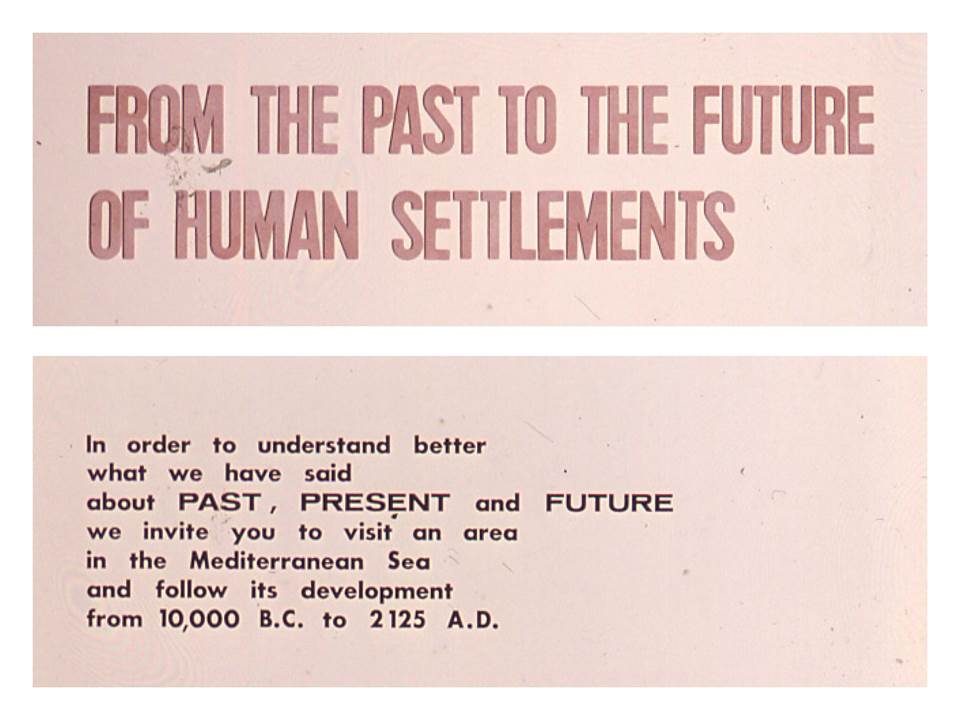 FROM THE PAST TO THE FUTURE
OF HUMAN SETTLEMENTS
In order to understand better
what we have said
about PAST, PRESENT and FUTURE
we invite you to visit an area
in the Mediterranean Sea
and follow its development
from 10,000 B.C. to 2125 A.D.